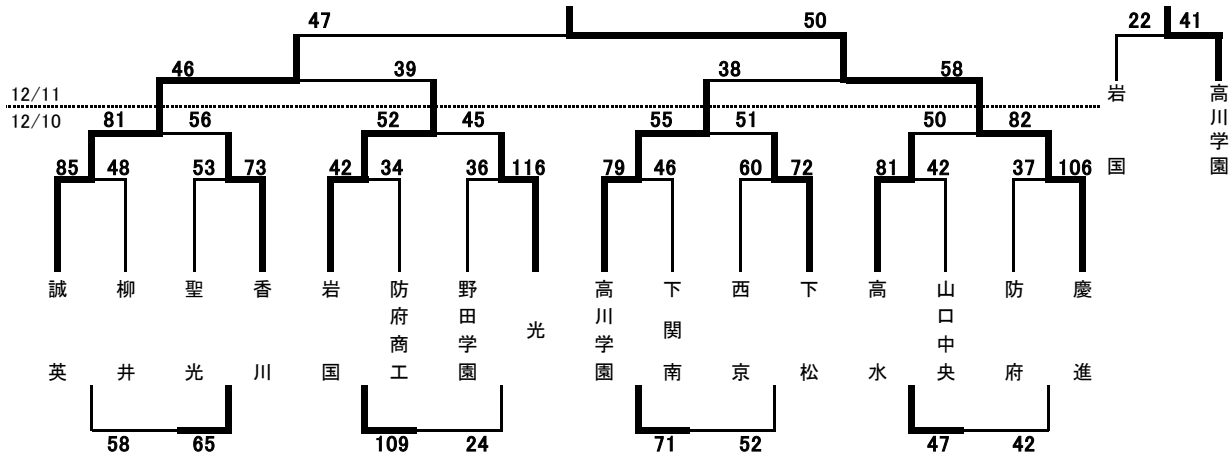 47 50 22 41
46 39 38 58
12/11
12/10
81 56 52 45 55 51 50 82
85 48 53 73 42 34 36 116 79 46 60 72 81 42 37 106
岩国
高川学園
誠英
柳井
聖光
香川
岩国
防府商工
野田学園
光
高川学園
下関南
西京
下松
高水
山口中央
防府
慶進
58 65 109 24 71 52 47 42